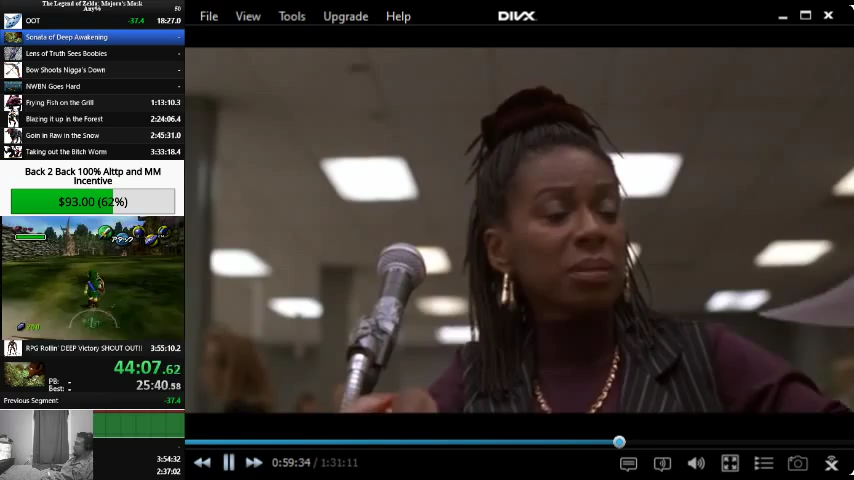 The Legend of Zelda: Majora's Mask
Any%
50
OOT -37.4 18:27.0
Sonata of Deep Awakening -
Lens of Truth Sees Boobies -
Bow Shoots Nigga's Down -
NWBN Goes Hard -
Frying Fish on the Grill 1:13:10.3
Blazing it up in the Forest 2:24:06.4
Goin in Raw in the Snow 2:45:31.0
Taking out the Bitch Worm 3:33:18.4
Back 2 Back 100% Alttp and MM
Incentive
$93.00 (62%)
RPG Rollin' DEEP Victory SHOUT OUT!! 3:55:10.2
44:07.62
PB: -
Best: -
25:40.58
Previous Segment -37.4
-
3:54:32
2:37:02
File View Tools Upgrade Help
DIVX
0:59:34 / 1:31:11